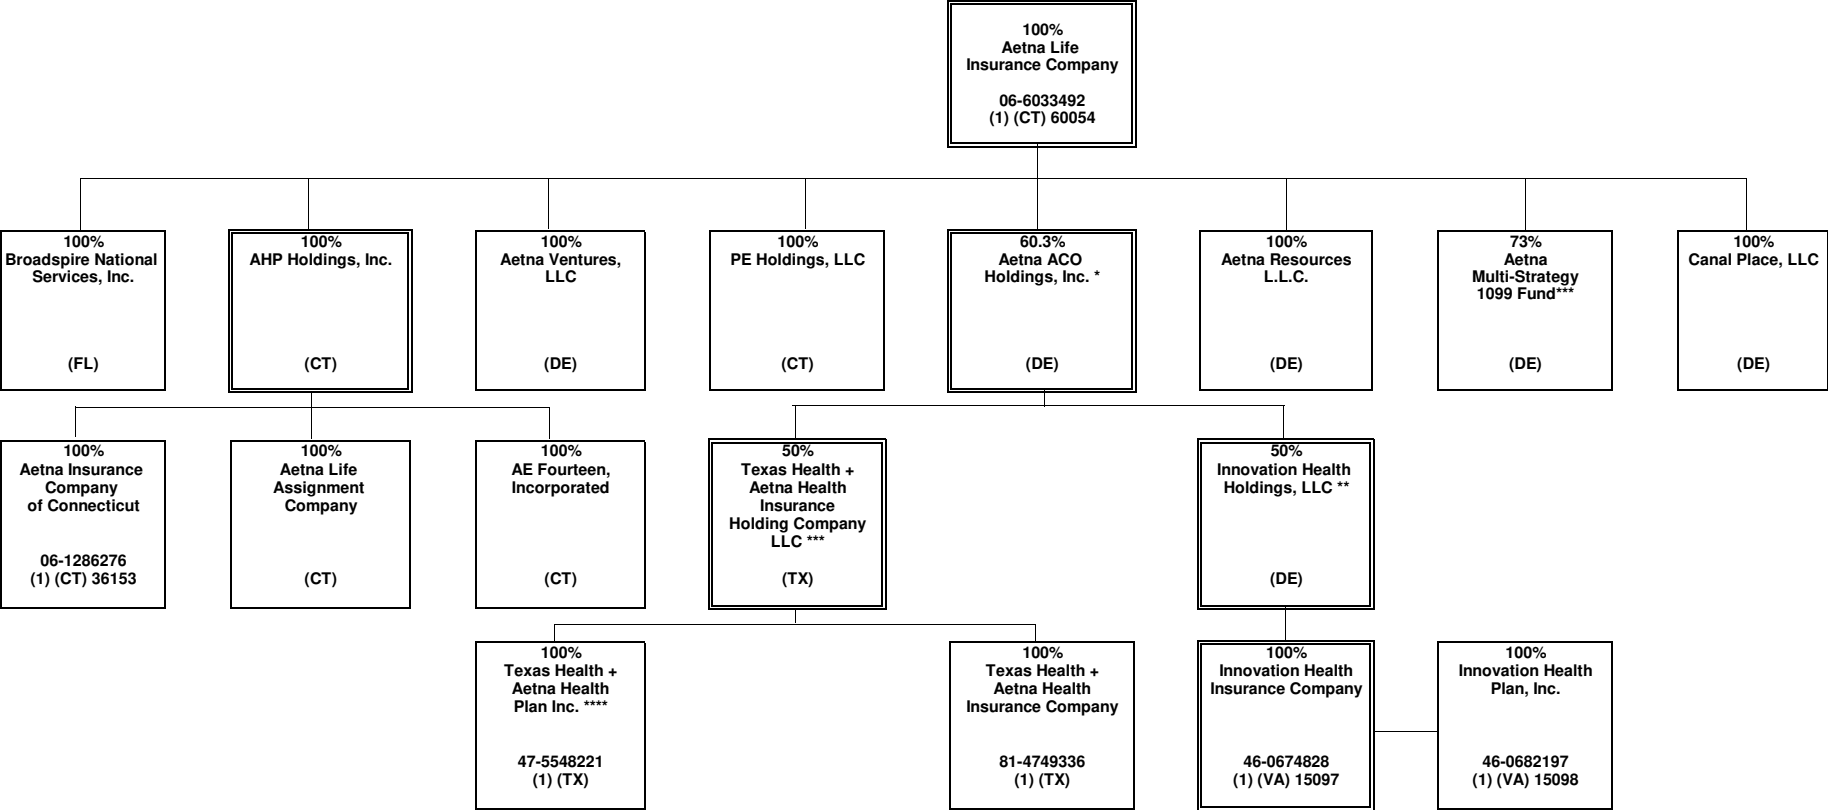 100%
Aetna Life
Insurance Company
06-6033492
(1) (CT) 60054
100%
Broadspire National
Services, Inc.
(FL)
100%
AHP Holdings, Inc.
(CT)
100%
Aetna Ventures,
LLC
(DE)
100%
PE Holdings, LLC
(CT)
60.3%
Aetna ACO
Holdings, Inc. *
(DE)
100%
Aetna Resources
L.L.C.
(DE)
73%
Aetna
Multi-Strategy
1099 Fund***
(DE)
100%
Canal Place, LLC
(DE)
100%
Aetna Insurance
Company
of Connecticut
06-1286276
(1) (CT) 36153
100%
Aetna Life
Assignment
Company
(CT)
100%
AE Fourteen,
Incorporated
(CT)
50%
Texas Health +
Aetna Health
Insurance
Holding Company
LLC ***
(TX)
50%
Innovation Health
Holdings, LLC **
(DE)
100%
Texas Health +
Aetna Health
Plan Inc. ****
47-5548221
(1) (TX)
100%
Texas Health +
Aetna Health
Insurance Company
81-4749336
(1) (TX)
100%
Innovation Health
Insurance Company
46-0674828
(1) (VA) 15097
100%
Innovation Health
Plan, Inc.
46-0682197
(1) (VA) 15098